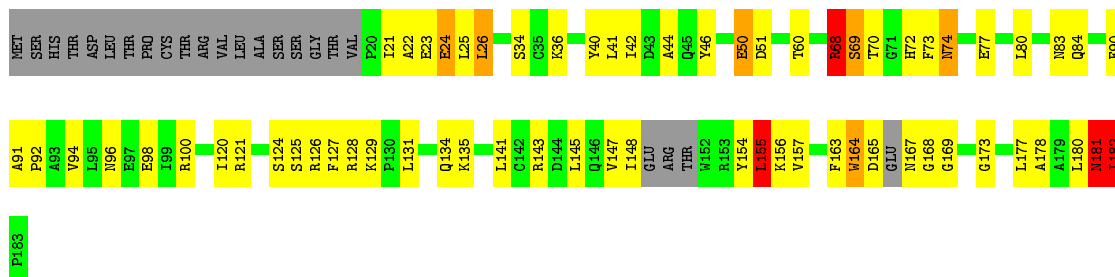 MET SER HIS THR ASP LEU THR PRO CYS THR ARG VAL LEU ALA SER SER GLY THR VAL P20 I21 A22 E23 E24 L25 L26 S34 C35 K36 Y40 L41 I42 D43 A44 Q45 Y46 E50 D51 T60 R68 S69 T70 G71 H72 F73 N74 E77 L80 N83 Q84
A91 P92 A93 V94 L95 N96 E97 E98 I99 R100 I120 R121 S124 S125 R126 F127 R128 K129 P130 L131 Q134 K135 L141 C142 R143 D144 L145 Q146 V147 I148 GLU ARG THR W152 R153 Y154 L155 K156 V157 F163 W164 D165 GLU N167 G168 G169 G173 L177 A178 A179 L180 N181
P183